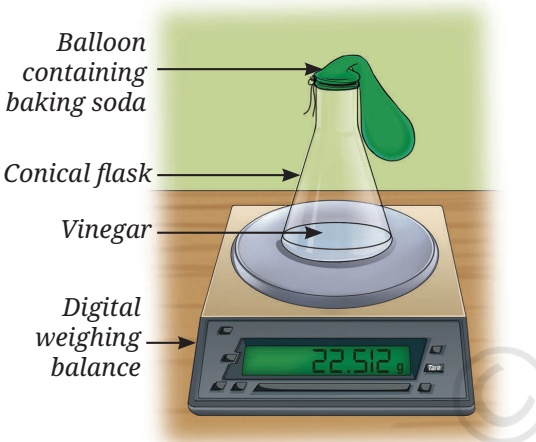 Balloon
containing
baking soda
Conical flask
Vinegar
Digital
weighing
balance
22.512 g
Tare
©